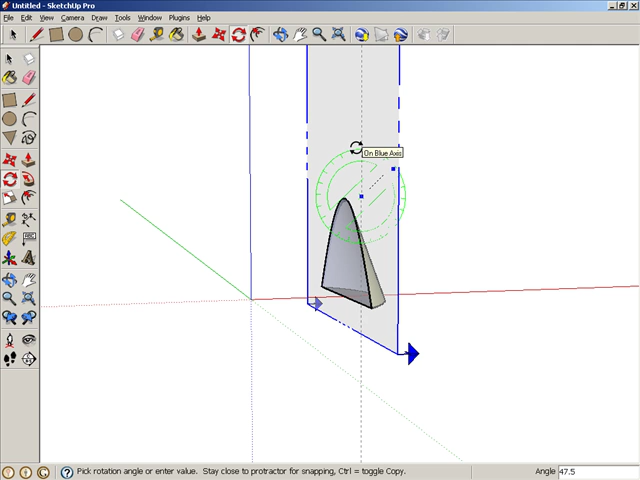 Untitled - SketchUp Pro
File Edit View Camera Draw Tools Window Plugins Help
On Blue Axis
ABC
Pick rotation angle or enter value. Stay close to protractor for snapping, Ctrl = toggle Copy. Angle 47.5